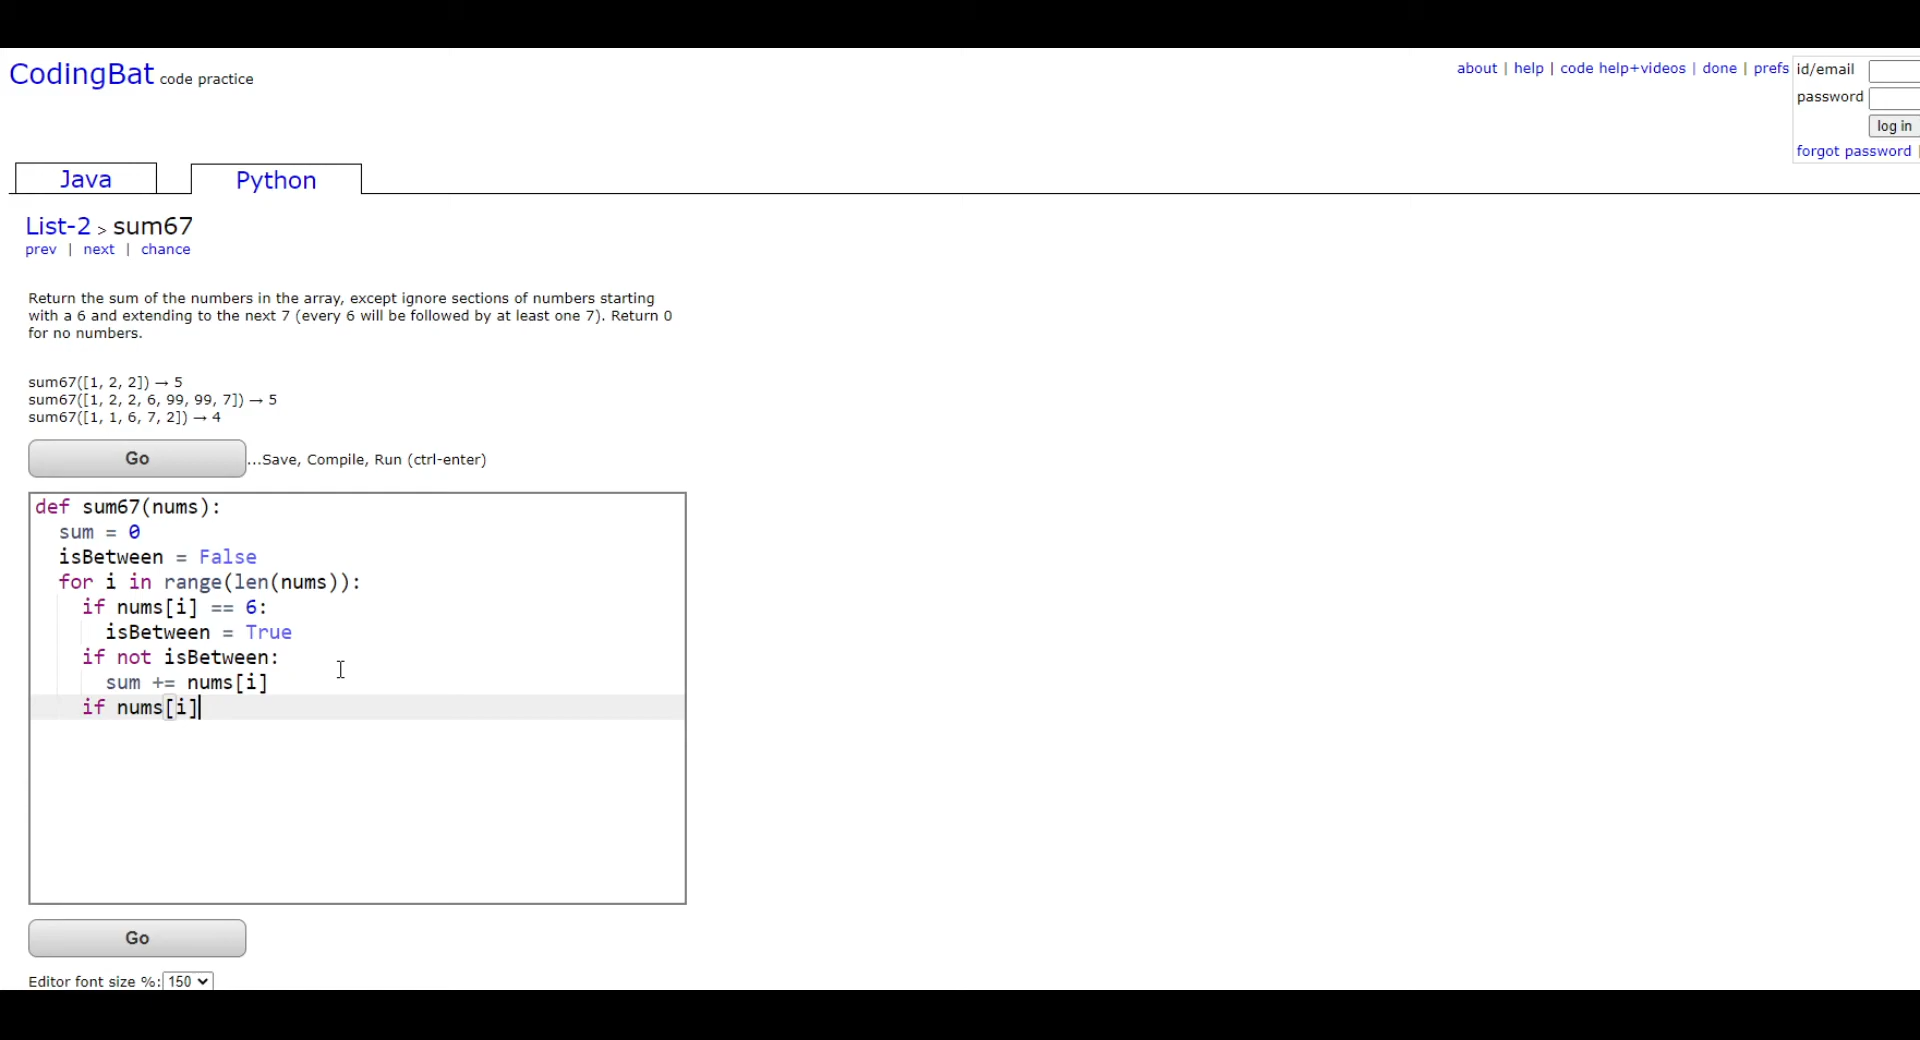 CodingBat code practice
about | help | code help+videos | done | prefs
id/email
password
log in
forgot password |
Java
Python
List-2 > sum67
prev | next | chance
Return the sum of the numbers in the array, except ignore sections of numbers starting
with a 6 and extending to the next 7 (every 6 will be followed by at least one 7). Return 0
for no numbers.
sum67([1, 2, 2]) → 5
sum67([1, 2, 2, 6, 99, 99, 7]) → 5
sum67([1, 1, 6, 7, 2]) → 4
Go
...Save, Compile, Run (ctrl-enter)
def sum67(nums):
sum = 0
isBetween = False
for i in range(len(nums)):
if nums[i] == 6:
isBetween = True
if not isBetween:
sum += nums[i]
if nums[i]
Go
Editor font size %: 150